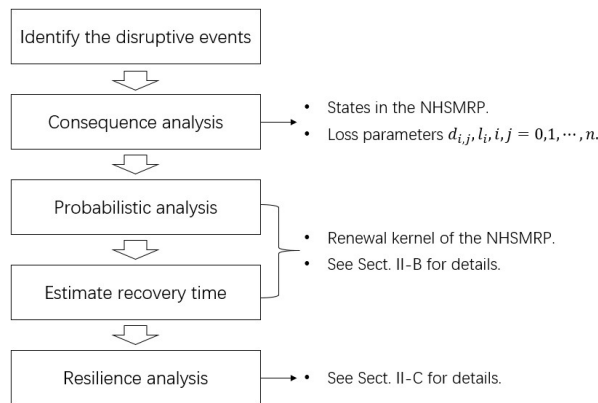 Identify the disruptive events
Consequence analysis
• States in the NHSMRP.
• Loss parameters $d_{i,j}, l_i, i, j = 0,1,\cdots,n.$
Probabilistic analysis
• Renewal kernel of the NHSMRP.
• See Sect. II-B for details.
Estimate recovery time
Resilience analysis
• See Sect. II-C for details.